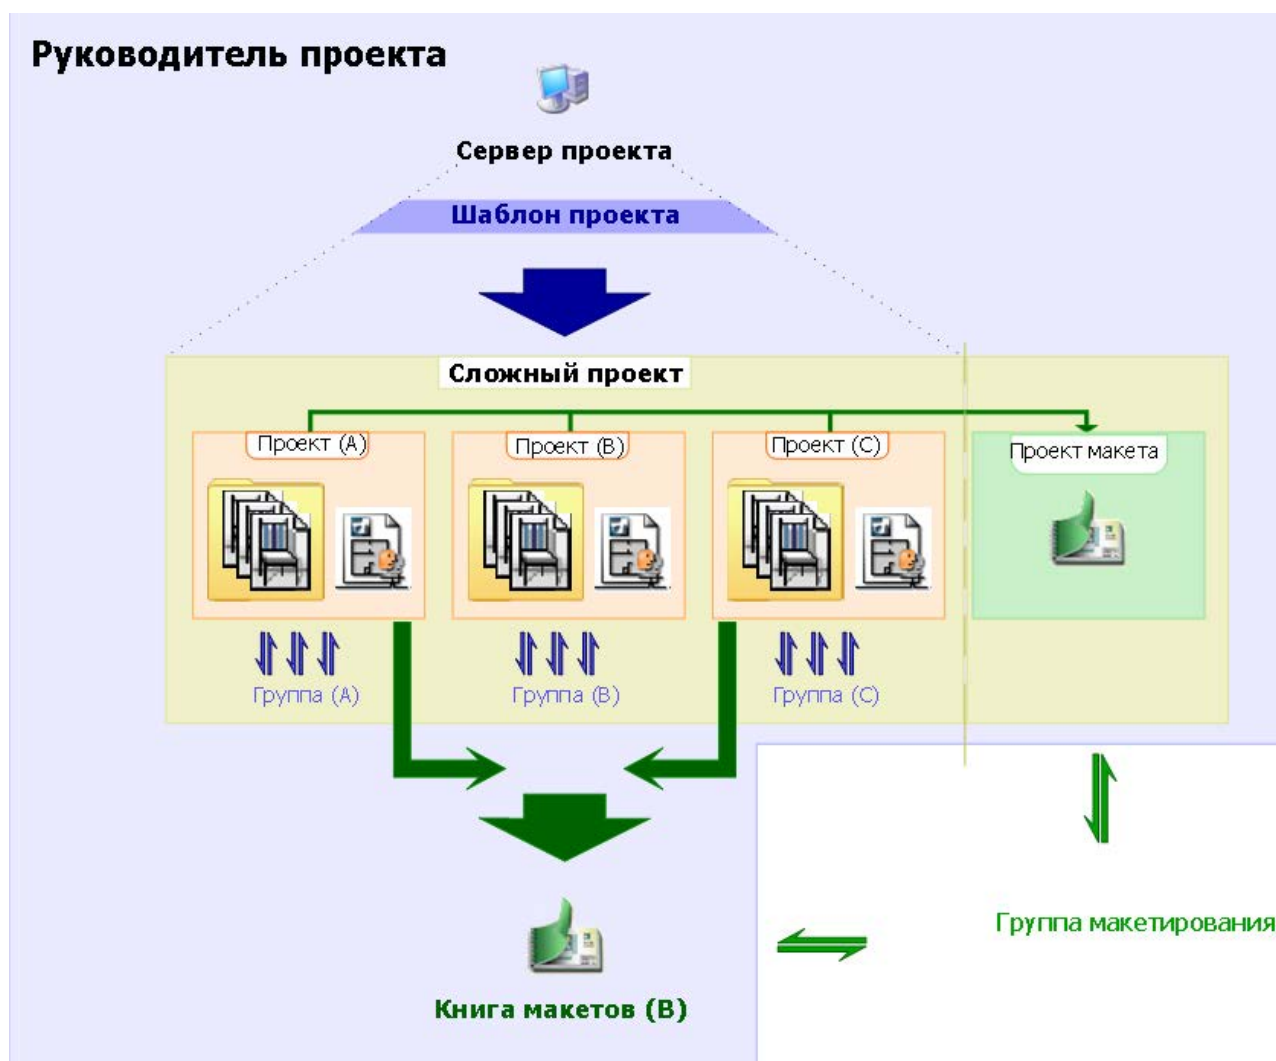 Руководитель проекта
Сервер проекта
Шаблон проекта
Сложный проект
Проект (A)
Проект (B)
Проект (C)
Проект макета
Группа (A)
Группа (B)
Группа (C)
Группа макетирования
Книга макетов (B)